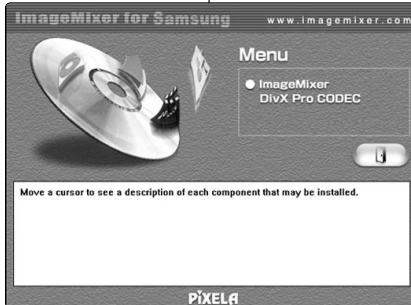 ImageMixer for Samsung
www.imagemixer.com
Menu
ImageMixer
DivX Pro CODEC
Move a cursor to see a description of each component that may be installed.
PIXELA